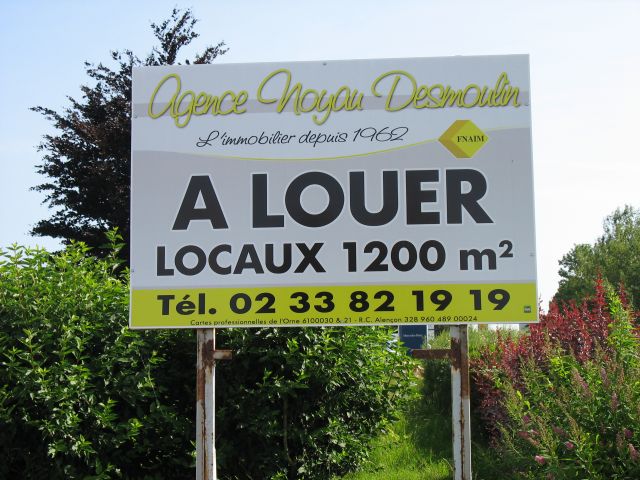 Agence Noyau Desmoulin
L'immobilier depuis 1962
FNAIM
A LOUER
LOCAUX 1200 m²
Tél. 02 33 82 19 19
Cartes professionnelles de l'Orne 6100030 & 21 - R.C. Alençon 328 960 489 00024